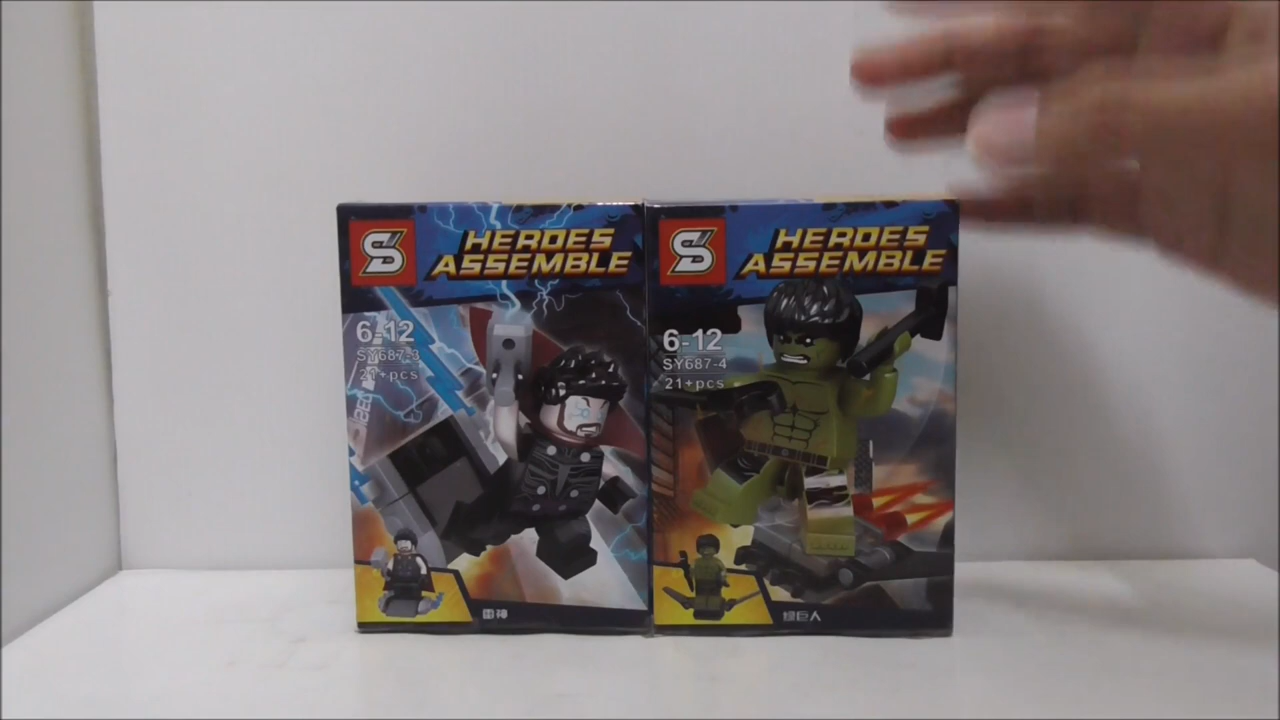 S
HEROES
ASSEMBLE
6-12
SY687-3
21+pcs
雷神
S
HEROES
ASSEMBLE
6-12
SY687-4
21+pcs
绿巨人